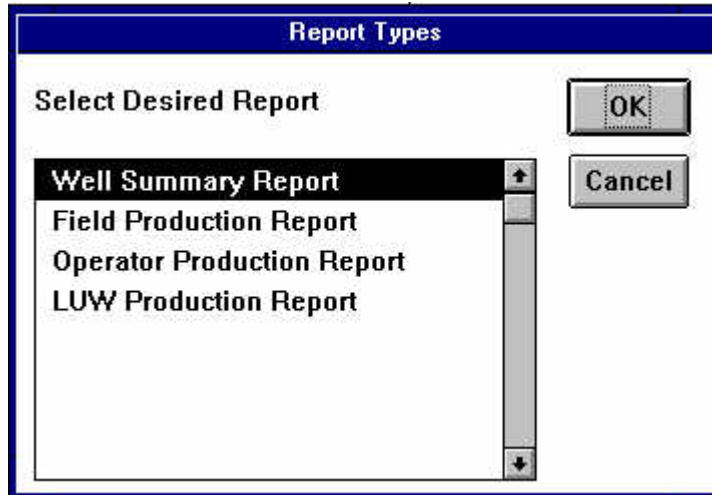 Report Types
Select Desired Report
OK
Well Summary Report
Cancel
Field Production Report
Operator Production Report
LUW Production Report